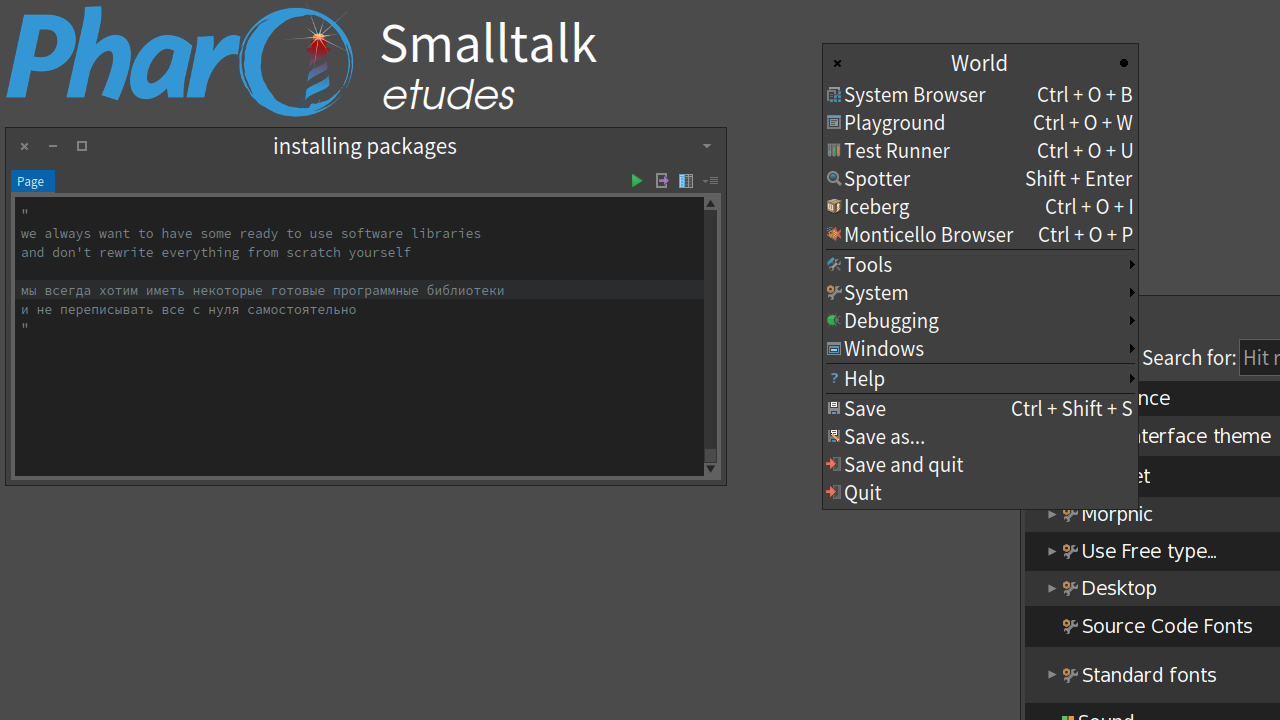 Pharo
Smalltalk
etudes
installing packages
Page
"
we always want to have some ready to use software libraries
and don't rewrite everything from scratch yourself
мы всегда хотим иметь некоторые готовые программные библиотеки
и не переписывать все с нуля самостоятельно
"
World
System Browser Ctrl + O + B
Playground Ctrl + O + W
Test Runner Ctrl + O + U
Spotter Shift + Enter
Iceberg Ctrl + O + I
Monticello Browser Ctrl + O + P
Tools
System
Debugging
Windows
? Help
Save Ctrl + Shift + S
Save as...
Save and quit
Quit
Search for: Hit
nce
terface theme
et
Morphic
Use Free type...
Desktop
Source Code Fonts
Standard fonts
Sound